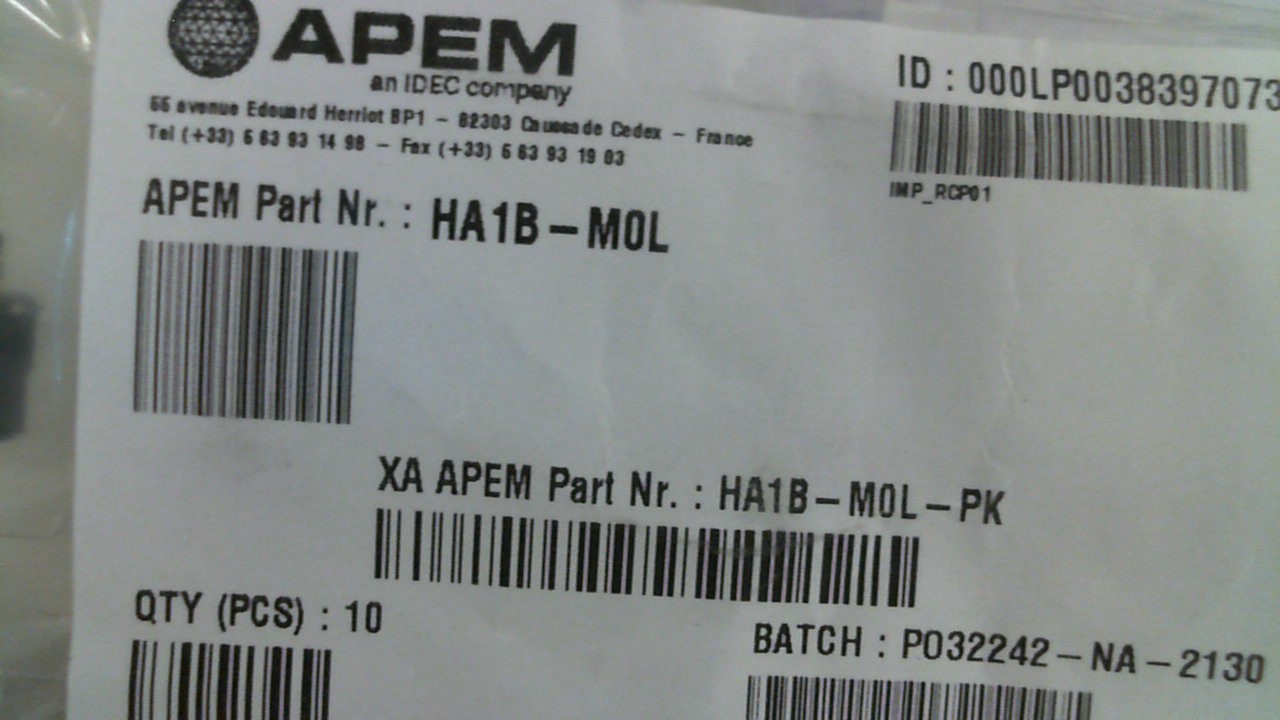 APEM
an IDEC company
ID : 000LP0038397073
55 avenue Edouard Herriot BP1 – 82303 Caussade Cedex – France
Tel (+33) 5 63 93 14 98 – Fax (+33) 5 63 93 19 03
IMP_RCP01
APEM Part Nr. : HA1B–M0L
XA APEM Part Nr. : HA1B–M0L–PK
QTY (PCS) : 10
BATCH : PO32242–NA–2130